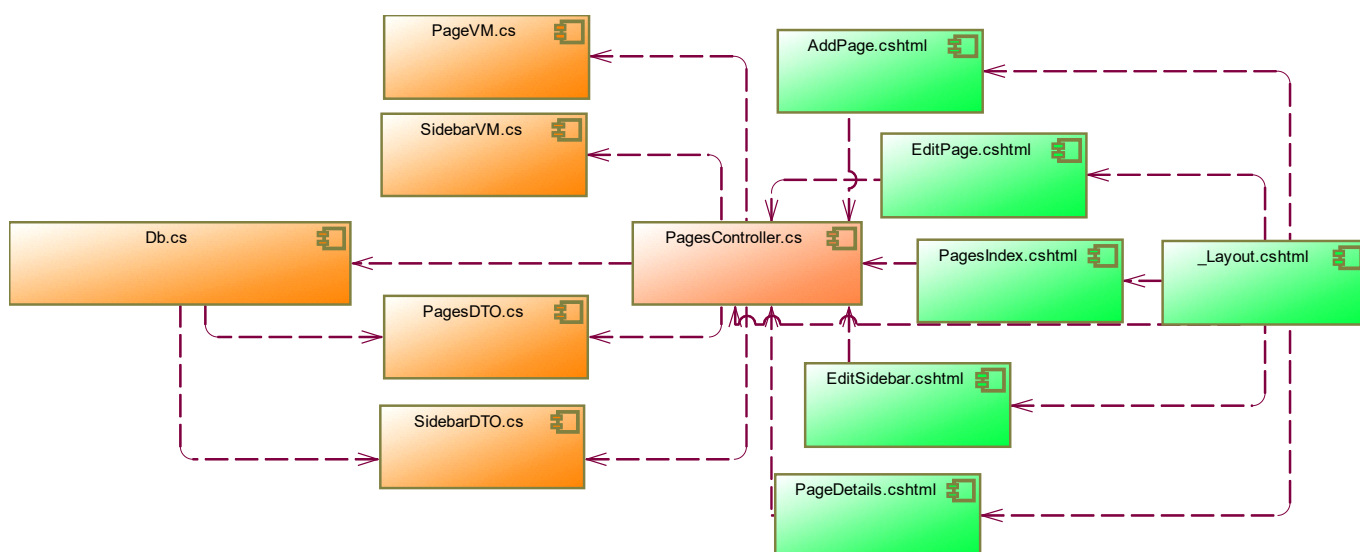 PageVM.cs
AddPage.cshtml
SidebarVM.cs
EditPage.cshtml
Db.cs
PagesController.cs
PagesIndex.cshtml
_Layout.cshtml
PagesDTO.cs
EditSidebar.cshtml
SidebarDTO.cs
PageDetails.cshtml